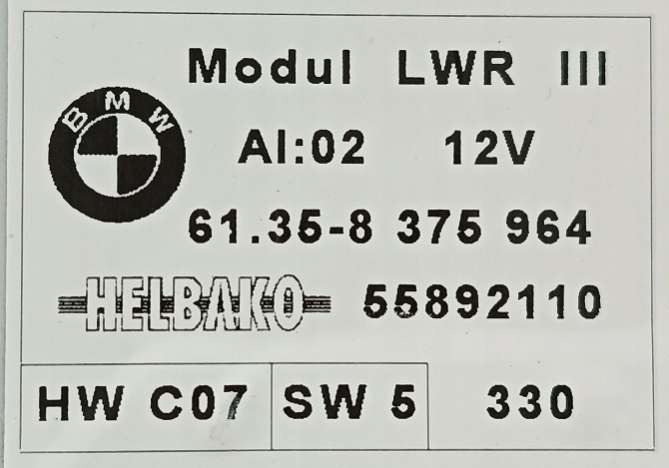 Modul LWR III
BMW
AI:02 12V
61.35-8 375 964
HELBAKO 55892110
HW C07 SW 5 330